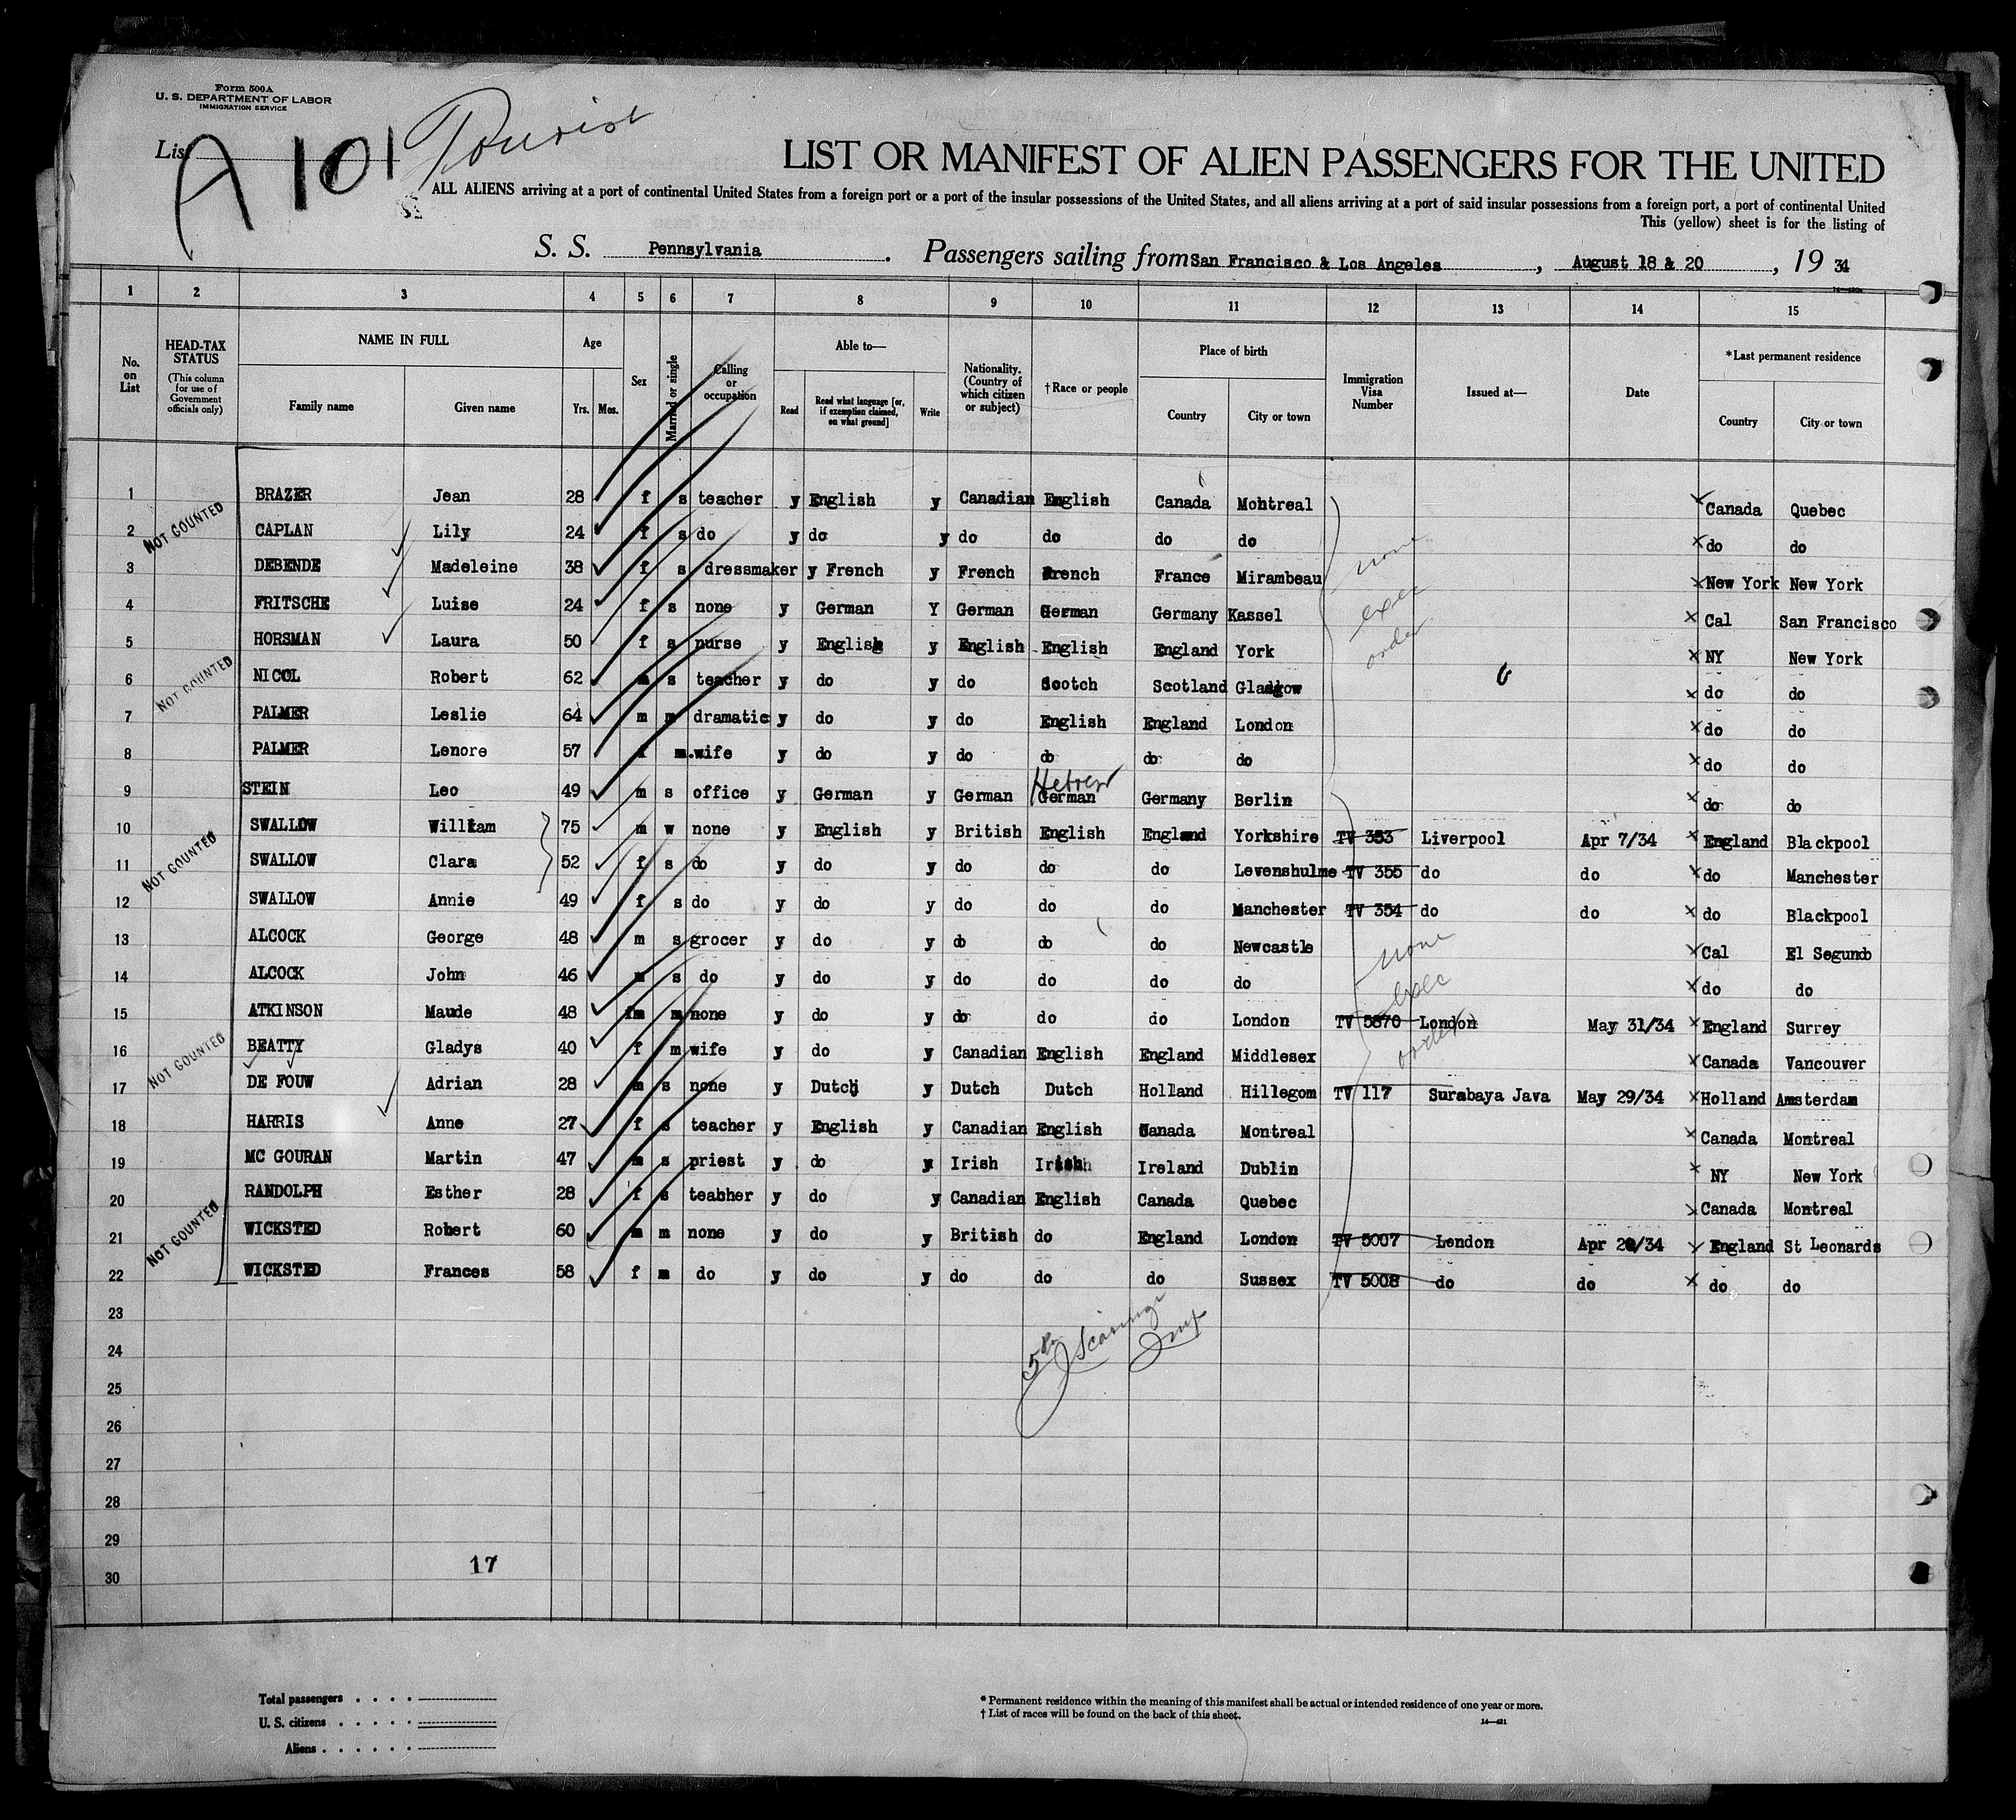 Form 500A
U. S. DEPARTMENT OF LABOR
IMMIGRATION SERVICE
List A 101 Tourist
LIST OR MANIFEST OF ALIEN PASSENGERS FOR THE UNITED
ALL ALIENS arriving at a port of continental United States from a foreign port or a port of the insular possessions of the United States, and all aliens arriving at a port of said insular possessions from a foreign port, a port of continental United
This (yellow) sheet is for the listing of
S. S. Pennsylvania. Passengers sailing from San Francisco & Los Angeles, August 18 & 20, 19 34
1 2 3 4 5 6 7 8 9 10 11 12 13 14 15
No. on List
HEAD-TAX STATUS (This column for use of Government officials only)
NAME IN FULL Family name Given name
Age Yrs. Mos.
Sex
Married or single
Calling or occupation
Able to— Read Read what language [or, if exemption claimed, on what ground] Write
Nationality. (Country of which citizen or subject)
†Race or people
Place of birth Country City or town
Immigration Visa Number
Issued at—
Date
*Last permanent residence Country City or town
1 BRAZER Jean 28 f s teacher y English y Canadian English Canada Montreal Canada Quebec
NOT COUNTED
2 CAPLAN Lily 24 f s do y do y do do do do x do do
3 DEBENDE Madeleine 38 f s dressmaker y French y French French France Mirambeau x New York New York
none
4 FRITSCHE Luise 24 f s none y German Y German German Germany Kassel x Cal San Francisco
exec
5 HORSMAN Laura 50 f s nurse y English y English English England York x NY New York
order
6 NICOL Robert 62 m s teacher y do y do Scotch Scotland Glasgow x do do
NOT COUNTED
7 PALMER Leslie 64 m m dramatic y do y do English England London x do do
8 PALMER Lenore 57 f m. wife y do y do do do do x do do
Hebrew
9 STEIN Leo 49 m s office y German y German German Germany Berlin x do do
10 SWALLOW William 75 m w none y English y British English England Yorkshire TV 353 Liverpool Apr 7/34 x England Blackpool
NOT COUNTED
11 SWALLOW Clara 52 f s do y do y do do do Levenshulme TV 355 do do x do Manchester
12 SWALLOW Annie 49 f s do y do y do do do Manchester TV 354 do do x do Blackpool
13 ALCOCK George 48 m s grocer y do y do do do Newcastle Cal El Segundo
none
14 ALCOCK John 46 m s do y do y do do do do x do do
exec
15 ATKINSON Maude 48 fm m none y do y do do do London TV 5870 London May 31/34 x England Surrey
order
16 BEATTY Gladys 40 f m wife y do y Canadian English England Middlesex x Canada Vancouver
NOT COUNTED
17 DE FOUW Adrian 28 m s none y Dutch y Dutch Dutch Holland Hillegom TV 117 Surabaya Java May 29/34 x Holland Amsterdam
18 HARRIS Anne 27 f s teacher y English y Canadian English Canada Montreal x Canada Montreal
19 MC GOURAN Martin 47 m s priest y do y Irish Irish Ireland Dublin x NY New York
20 RANDOLPH Esther 28 f s teacher y do y Canadian English Canada Quebec x Canada Montreal
NOT COUNTED
21 WICKSTED Robert 60 m m none y do y British do England London TV 5007 London Apr /34 England St Leonards
22 WICKSTED Frances 58 f m do y do y do do do Sussex TV 5008 do do x do do
23
24
25
26
27
28
29
17
30
Total passengers
U. S. citizens
Aliens
* Permanent residence within the meaning of this manifest shall be actual or intended residence of one year or more.
† List of races will be found on the back of this sheet.